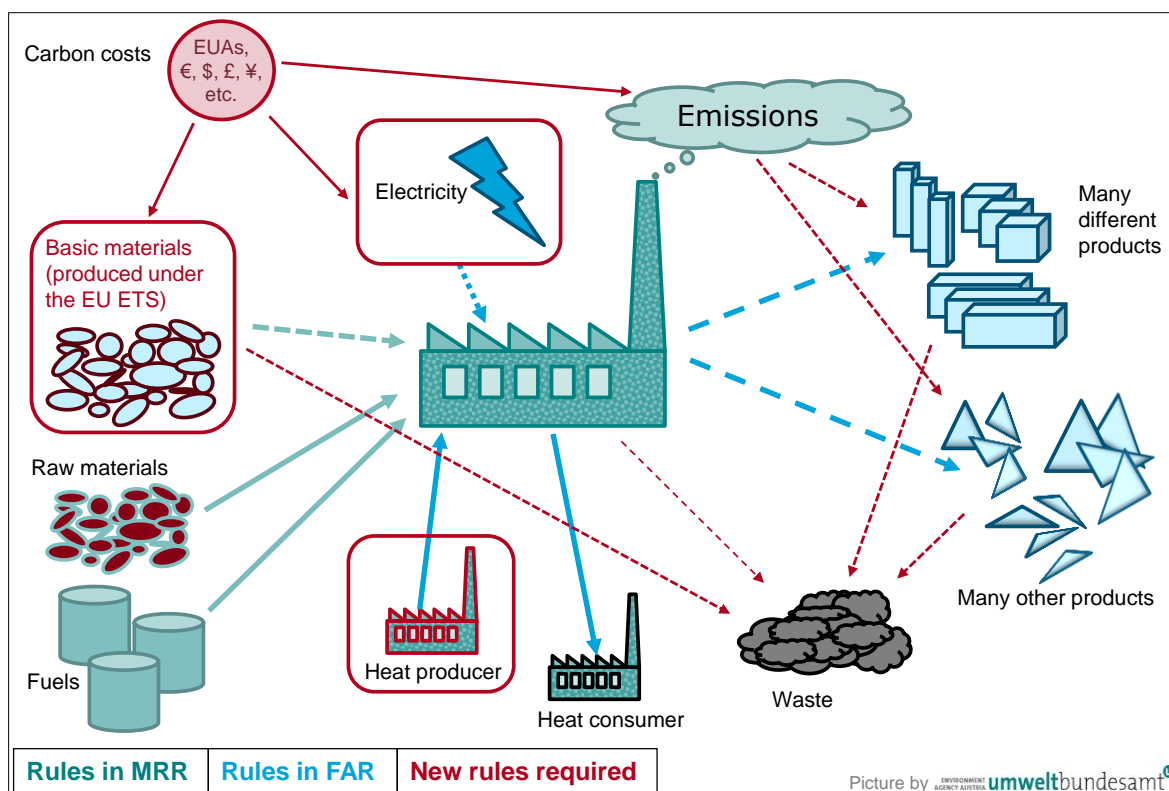 Carbon costs
EUAs,
€, $, £, ¥,
etc.
Emissions
Electricity
Many
different
products
Basic materials
(produced under
the EU ETS)
Raw materials
Many other products
Heat producer
Fuels
Waste
Heat consumer
Rules in MRR
Rules in FAR
New rules required
Picture by
ENVIRONMENT
AGENCY AUSTRIA
umweltbundesamt